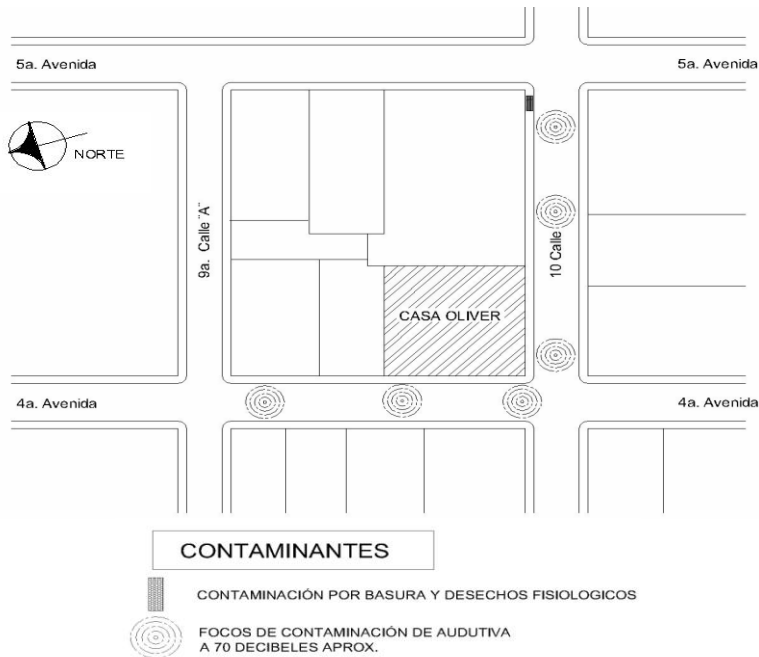 5a. Avenida
5a. Avenida
NORTE
9a. Calle "A"
10 Calle
CASA OLIVER
4a. Avenida
4a. Avenida
CONTAMINANTES
CONTAMINACIÓN POR BASURA Y DESECHOS FISIOLOGICOS
FOCOS DE CONTAMINACIÓN DE AUDUTIVA
A 70 DECIBELES APROX.